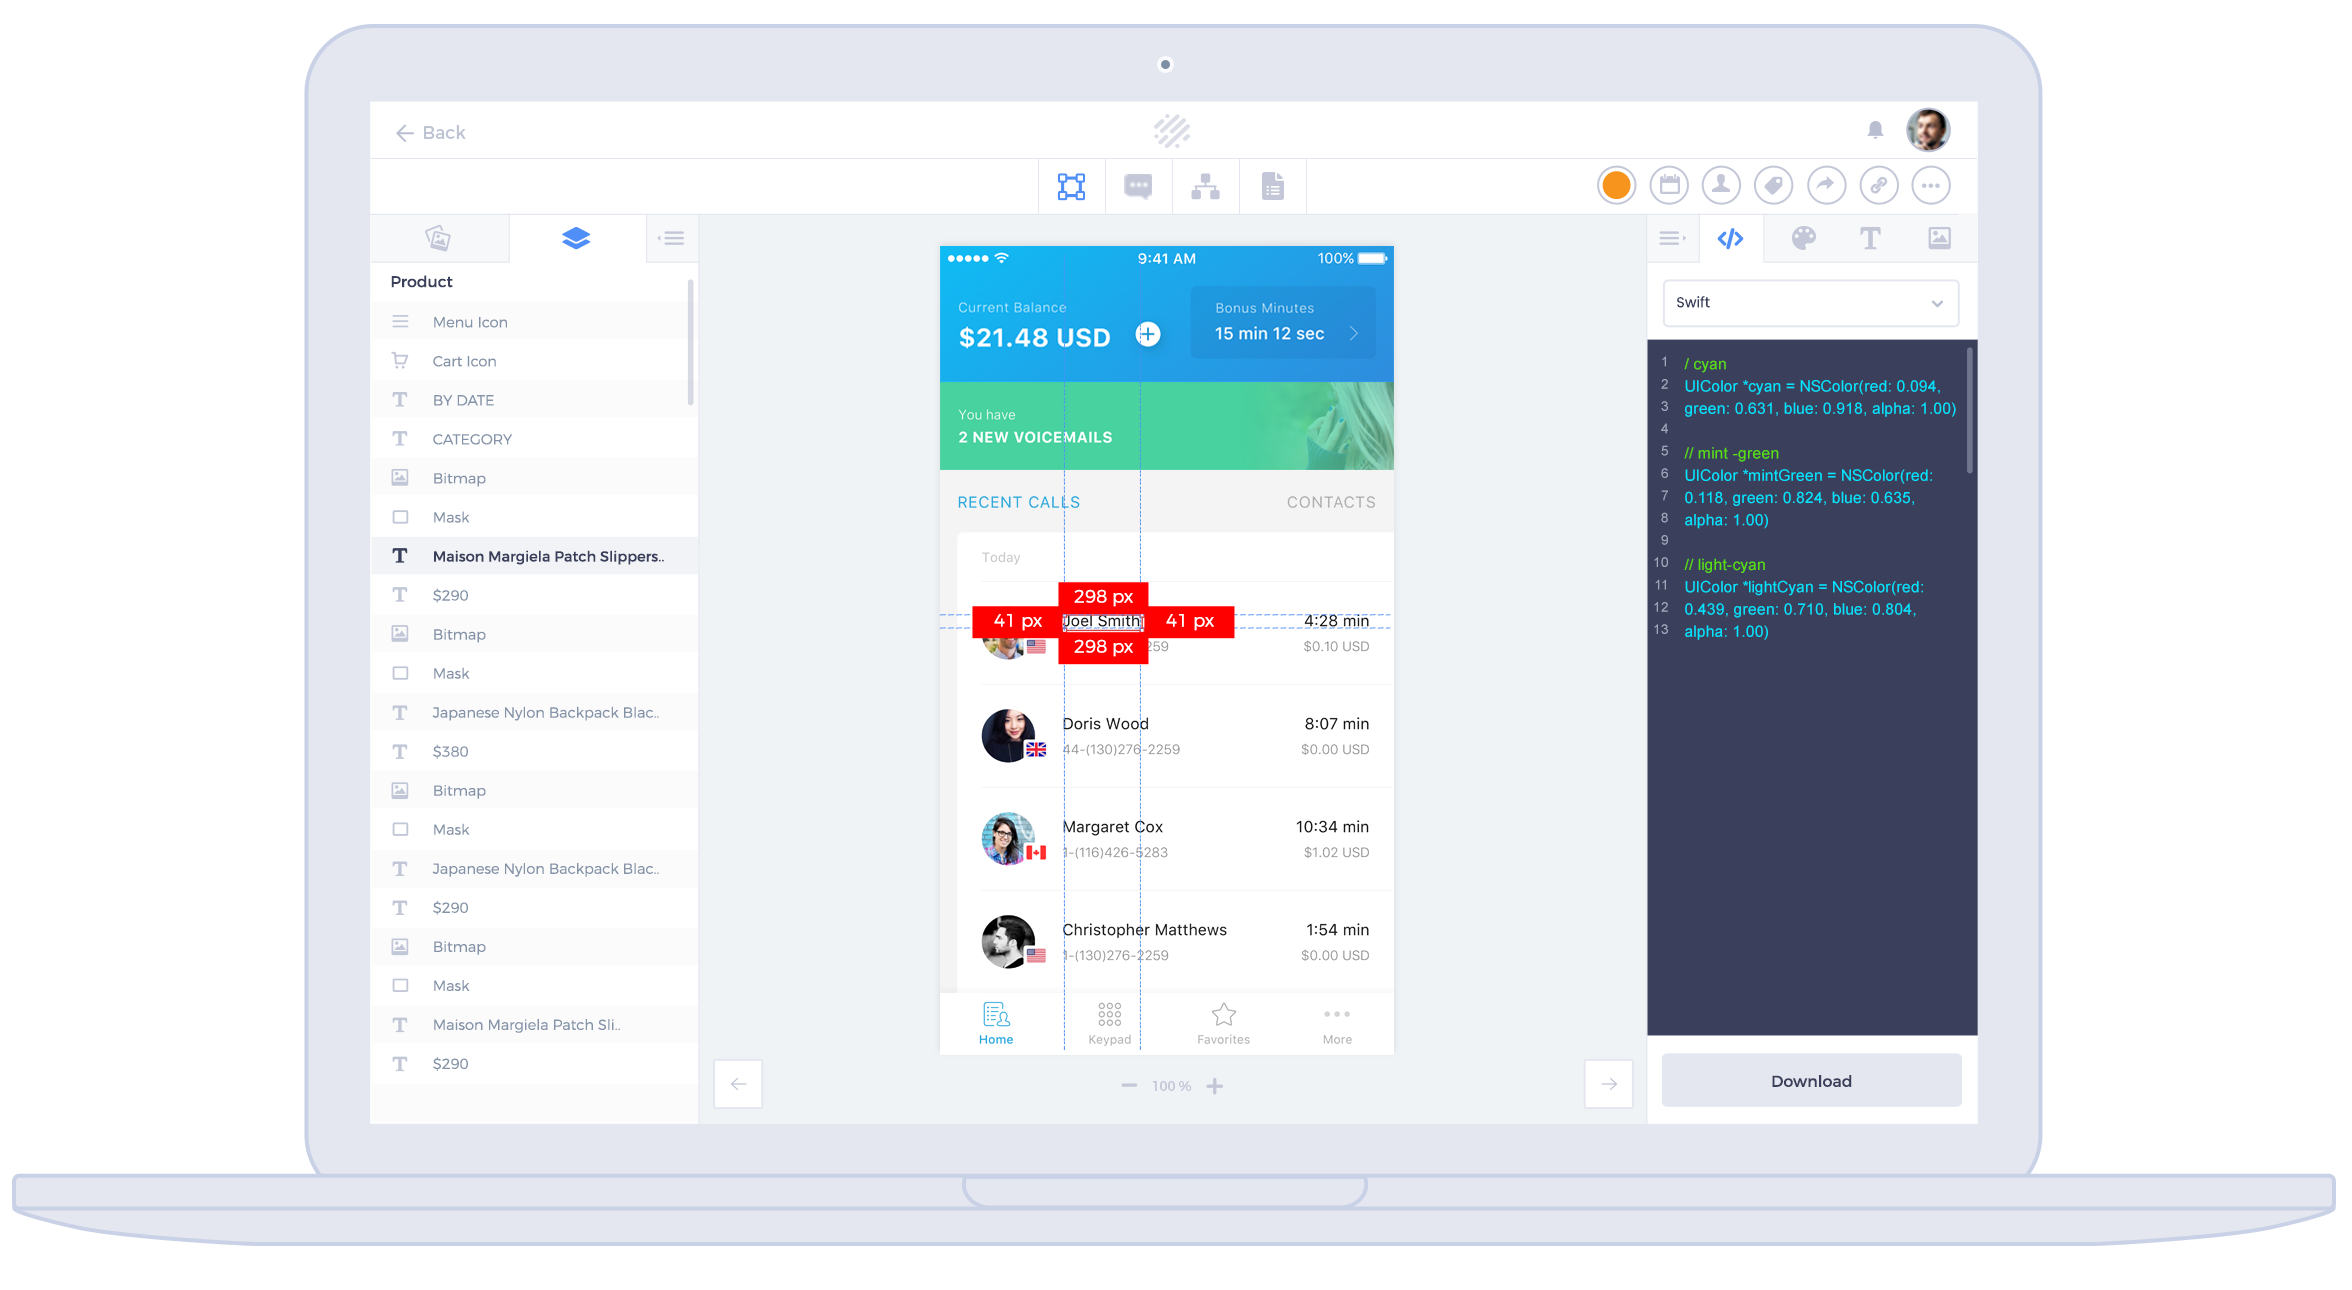 Back
Product
Menu Icon
Cart Icon
BY DATE
CATEGORY
Bitmap
Mask
Maison Margiela Patch Slippers..
$290
Bitmap
Mask
Japanese Nylon Backpack Blac..
$380
Bitmap
Mask
Japanese Nylon Backpack Blac..
$290
Bitmap
Mask
Maison Margiela Patch Sli..
$290
9:41 AM
100%
Current Balance
$21.48 USD
Bonus Minutes
15 min 12 sec
You have
2 NEW VOICEMAILS
RECENT CALLS
CONTACTS
Today
298 px
41 px
Joel Smith
41 px
4:28 min
298 px
259
$0.10 USD
Doris Wood
8:07 min
44-(130)276-2259
$0.00 USD
Margaret Cox
10:34 min
1-(116)426-5283
$1.02 USD
Christopher Matthews
1:54 min
1-(130)276-2259
$0.00 USD
Home
Keypad
Favorites
More
100 %
Swift
1 / cyan
2 UIColor *cyan = NSColor(red: 0.094,
3 green: 0.631, blue: 0.918, alpha: 1.00)
4
5 // mint -green
6 UIColor *mintGreen = NSColor(red:
7 0.118, green: 0.824, blue: 0.635,
8 alpha: 1.00)
9
10 // light-cyan
11 UIColor *lightCyan = NSColor(red:
12 0.439, green: 0.710, blue: 0.804,
13 alpha: 1.00)
Download